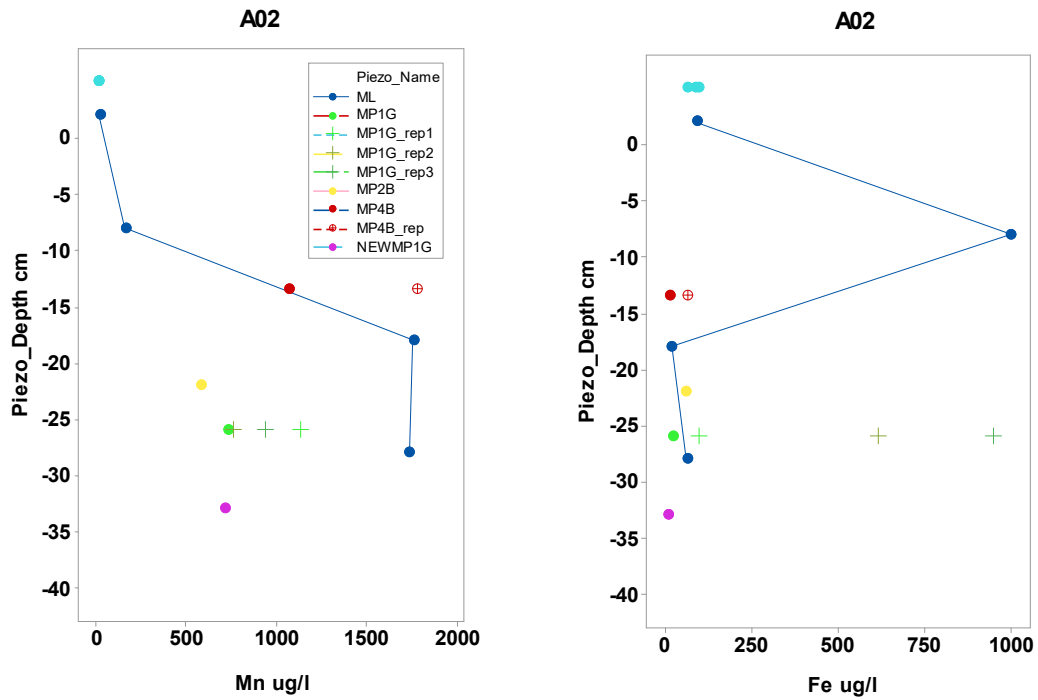 A02
Piezo_Depth cm
0
-5
-10
-15
-20
-25
-30
-35
-40
Piezo_Name
ML
MP1G
MP1G_rep1
MP1G_rep2
MP1G_rep3
MP2B
MP4B
MP4B_rep
NEWMP1G
0 500 1000 1500 2000
Mn ug/l
A02
Piezo_Depth cm
0
-5
-10
-15
-20
-25
-30
-35
-40
0 250 500 750 1000
Fe ug/l